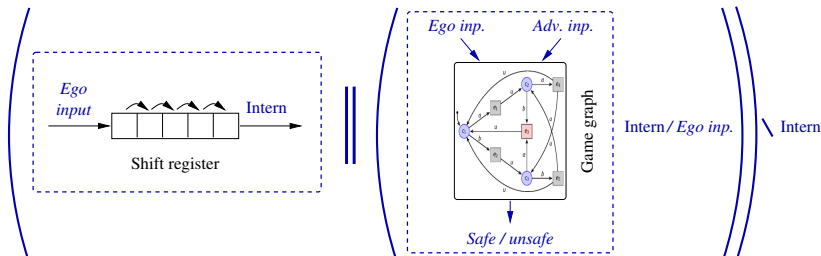 Ego inp. Adv. inp.
Ego
input
Intern
Shift register
Game graph
Intern / Ego inp.
\ Intern
Safe / unsafe